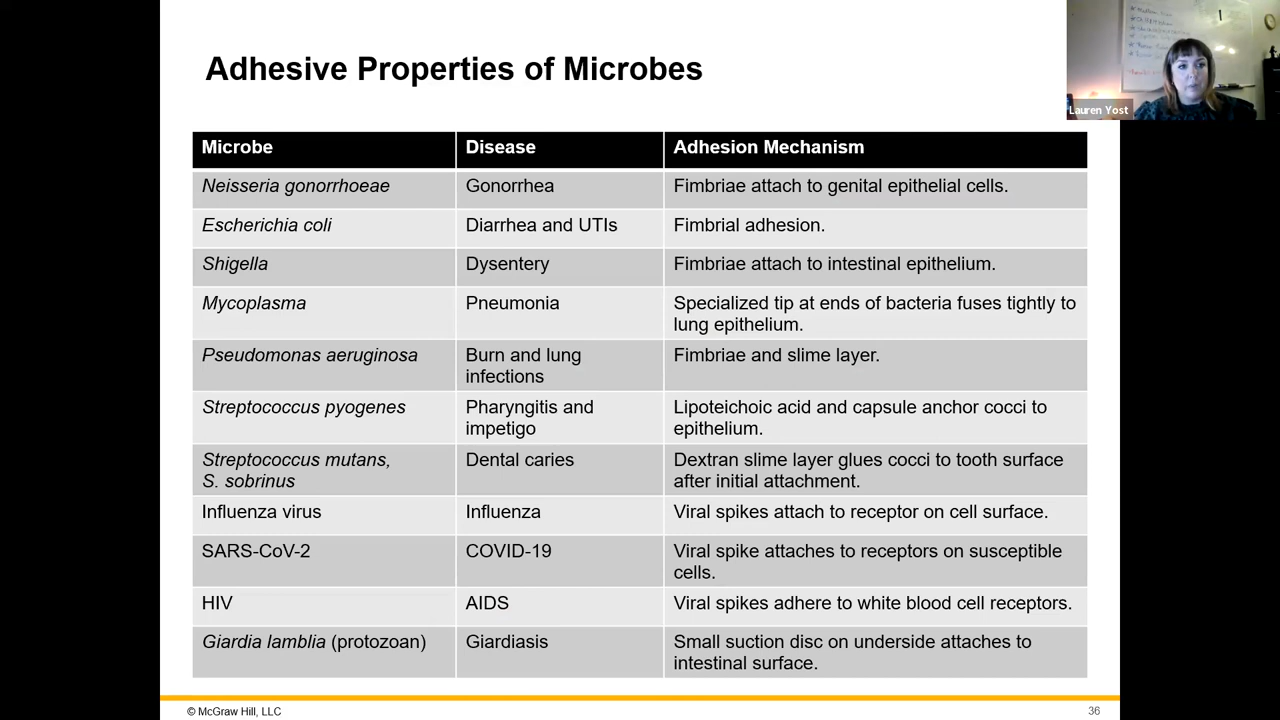 Adhesive Properties of Microbes
Lauren Yost
Microbe Disease Adhesion Mechanism
Neisseria gonorrhoeae Gonorrhea Fimbriae attach to genital epithelial cells.
Escherichia coli Diarrhea and UTIs Fimbrial adhesion.
Shigella Dysentery Fimbriae attach to intestinal epithelium.
Mycoplasma Pneumonia Specialized tip at ends of bacteria fuses tightly to
lung epithelium.
Pseudomonas aeruginosa Burn and lung Fimbriae and slime layer.
infections
Streptococcus pyogenes Pharyngitis and Lipoteichoic acid and capsule anchor cocci to
impetigo epithelium.
Streptococcus mutans, Dental caries Dextran slime layer glues cocci to tooth surface
S. sobrinus after initial attachment.
Influenza virus Influenza Viral spikes attach to receptor on cell surface.
SARS-CoV-2 COVID-19 Viral spike attaches to receptors on susceptible
cells.
HIV AIDS Viral spikes adhere to white blood cell receptors.
Giardia lamblia (protozoan) Giardiasis Small suction disc on underside attaches to
intestinal surface.
© McGraw Hill, LLC 36